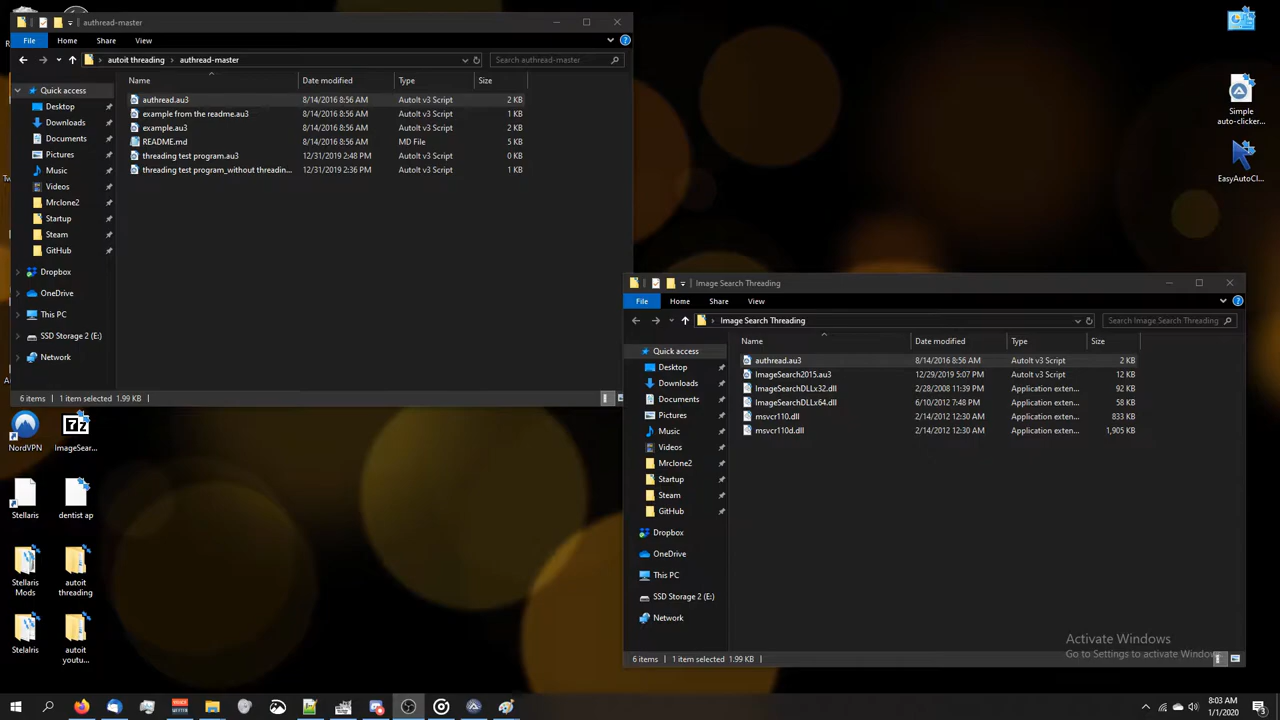 authread-master
File Home Share View
autoit threading > authread-master
Search authread-master
Name Date modified Type Size
Quick access
Desktop
Downloads
Documents
Pictures
Music
Videos
Mrclone2
Startup
Steam
GitHub
Dropbox
OneDrive
This PC
SSD Storage 2 (E:)
Network
authread.au3 8/14/2016 8:56 AM AutoIt v3 Script 2 KB
example from the readme.au3 8/14/2016 8:56 AM AutoIt v3 Script 1 KB
example.au3 8/14/2016 8:56 AM AutoIt v3 Script 2 KB
README.md 8/14/2016 8:56 AM MD File 5 KB
threading test program.au3 12/31/2019 2:48 PM AutoIt v3 Script 0 KB
threading test program_without threadin... 12/31/2019 2:36 PM AutoIt v3 Script 1 KB
6 items 1 item selected 1.99 KB
Simple
auto-clicker...
EasyAutoCl...
Image Search Threading
File Home Share View
Image Search Threading
Search Image Search Threading
Name Date modified Type Size
Quick access
Desktop
Downloads
Documents
Pictures
Music
Videos
Mrclone2
Startup
Steam
GitHub
Dropbox
OneDrive
This PC
SSD Storage 2 (E:)
Network
authread.au3 8/14/2016 8:56 AM AutoIt v3 Script 2 KB
ImageSearch2015.au3 12/29/2019 5:07 PM AutoIt v3 Script 12 KB
ImageSearchDLLx32.dll 2/28/2008 11:39 PM Application exten... 92 KB
ImageSearchDLLx64.dll 6/10/2012 7:48 PM Application exten... 58 KB
msvcr110.dll 2/14/2012 12:30 AM Application exten... 833 KB
msvcr110d.dll 2/14/2012 12:30 AM Application exten... 1,905 KB
6 items 1 item selected 1.99 KB
NordVPN
ImageSear...
Stellaris
dentist ap
Stellaris
Mods
autoit
threading
Stelalris
autoit
youtu...
Activate Windows
Go to Settings to activate Windows.
8:03 AM
1/1/2020